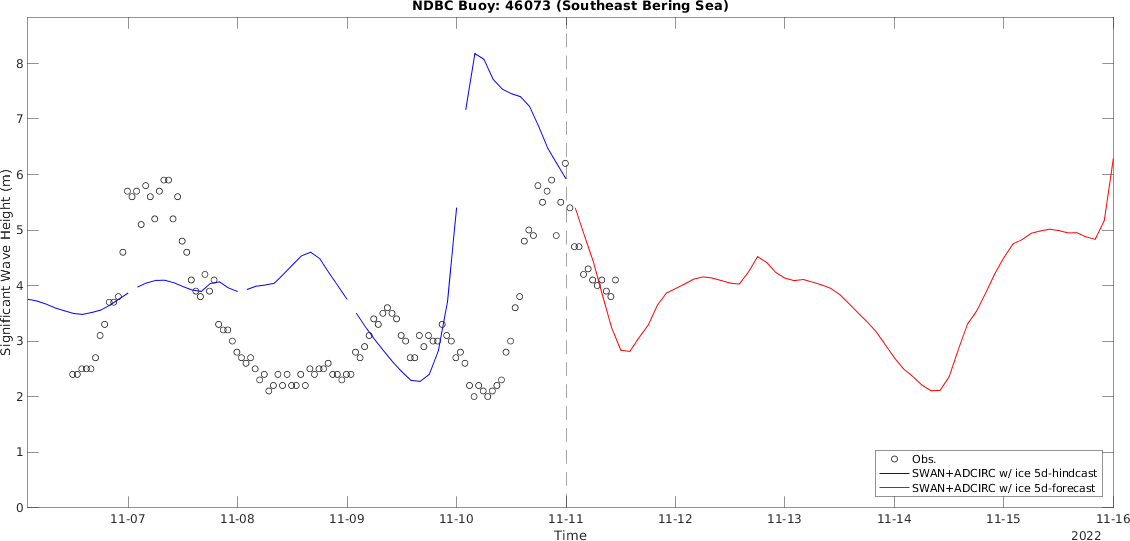 NDBC Buoy: 46073 (Southeast Bering Sea)
Significant Wave Height (m)
8
7
6
5
4
3
2
1
0
Obs.
SWAN+ADCIRC w/ ice 5d-hindcast
SWAN+ADCIRC w/ ice 5d-forecast
11-07 11-08 11-09 11-10 11-11 11-12 11-13 11-14 11-15 11-16
Time
2022